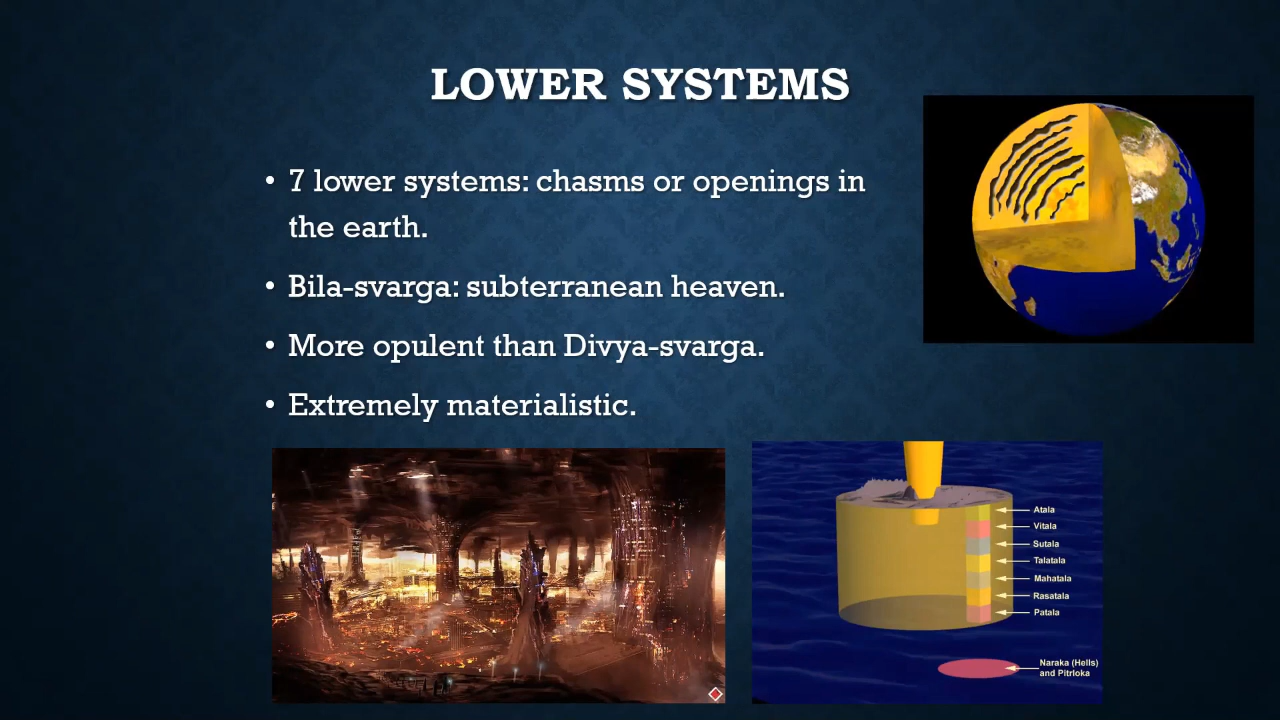 LOWER SYSTEMS
• 7 lower systems: chasms or openings in
the earth.
• Bila-svarga: subterranean heaven.
• More opulent than Divya-svarga.
• Extremely materialistic.
Atala
Vitala
Sutala
Talatala
Mahatala
Rasatala
Patala
Naraka (Hells)
and Pitrloka